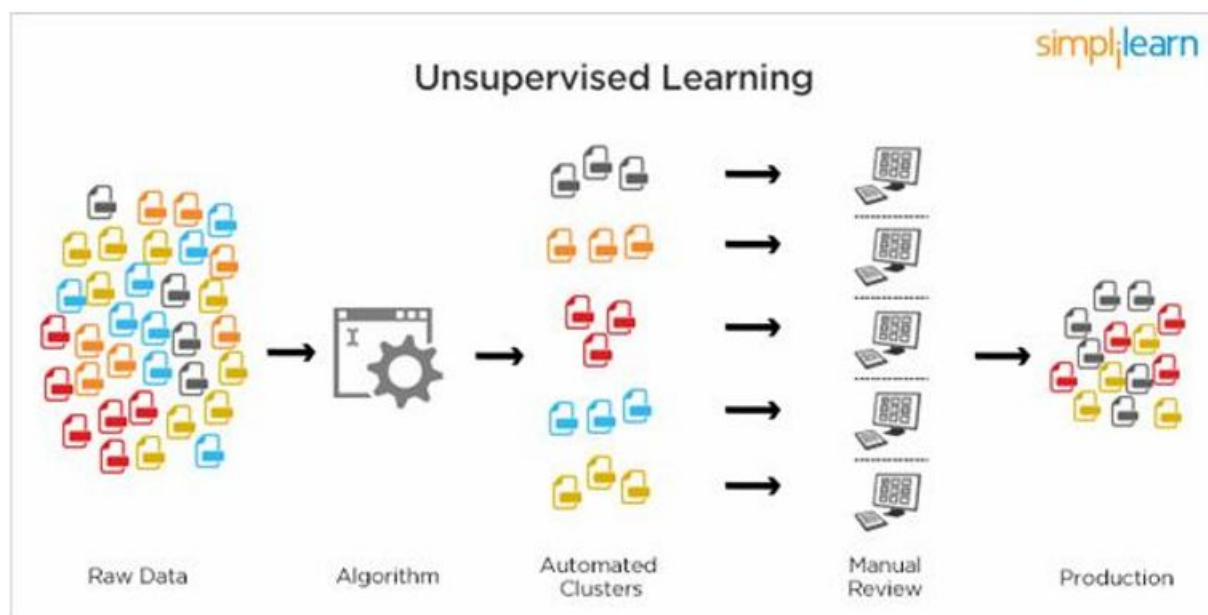 simplilearn
Unsupervised Learning
Raw Data
Algorithm
Automated
Clusters
Manual
Review
Production